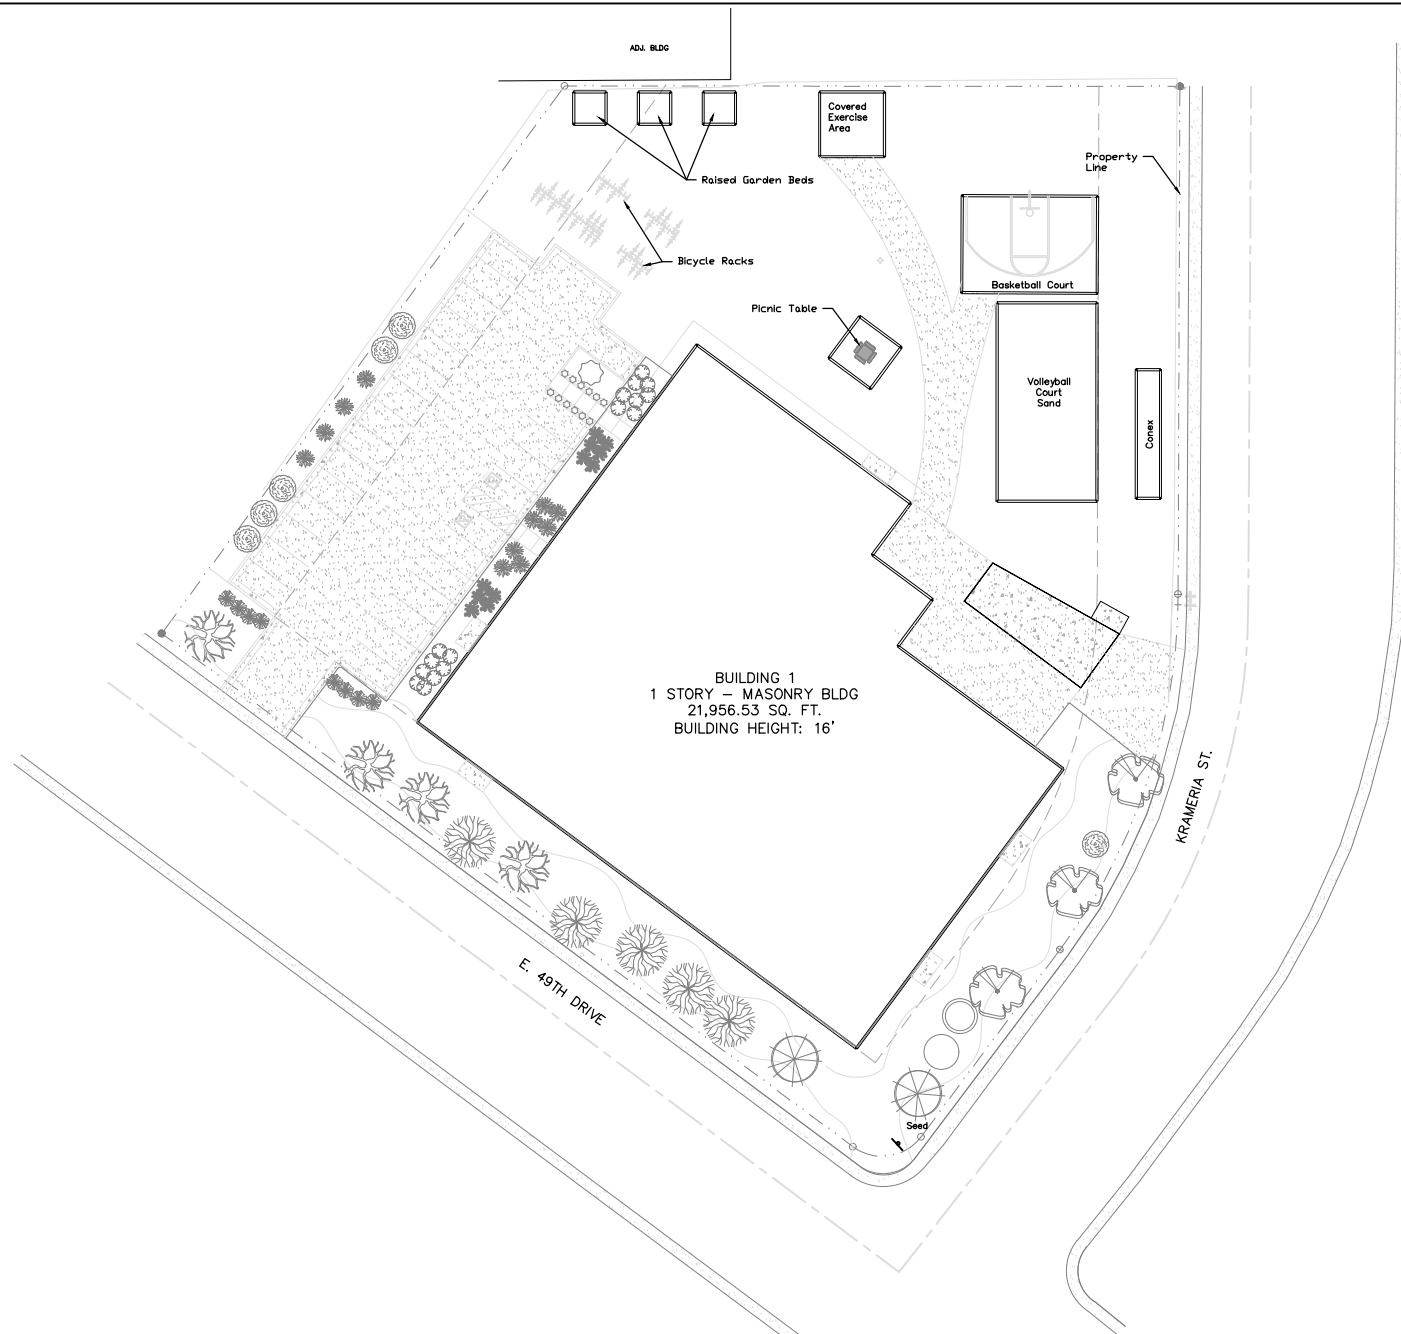 ADJ. BLDG
Covered
Exercise
Area
Property
Line
Raised Garden Beds
Bicycle Racks
Basketball Court
Picnic Table
Volleyball
Court
Sand
Conex
BUILDING 1
1 STORY – MASONRY BLDG
21,956.53 SQ. FT.
BUILDING HEIGHT: 16'
KRAMERIA ST.
E. 49TH DRIVE
Seed